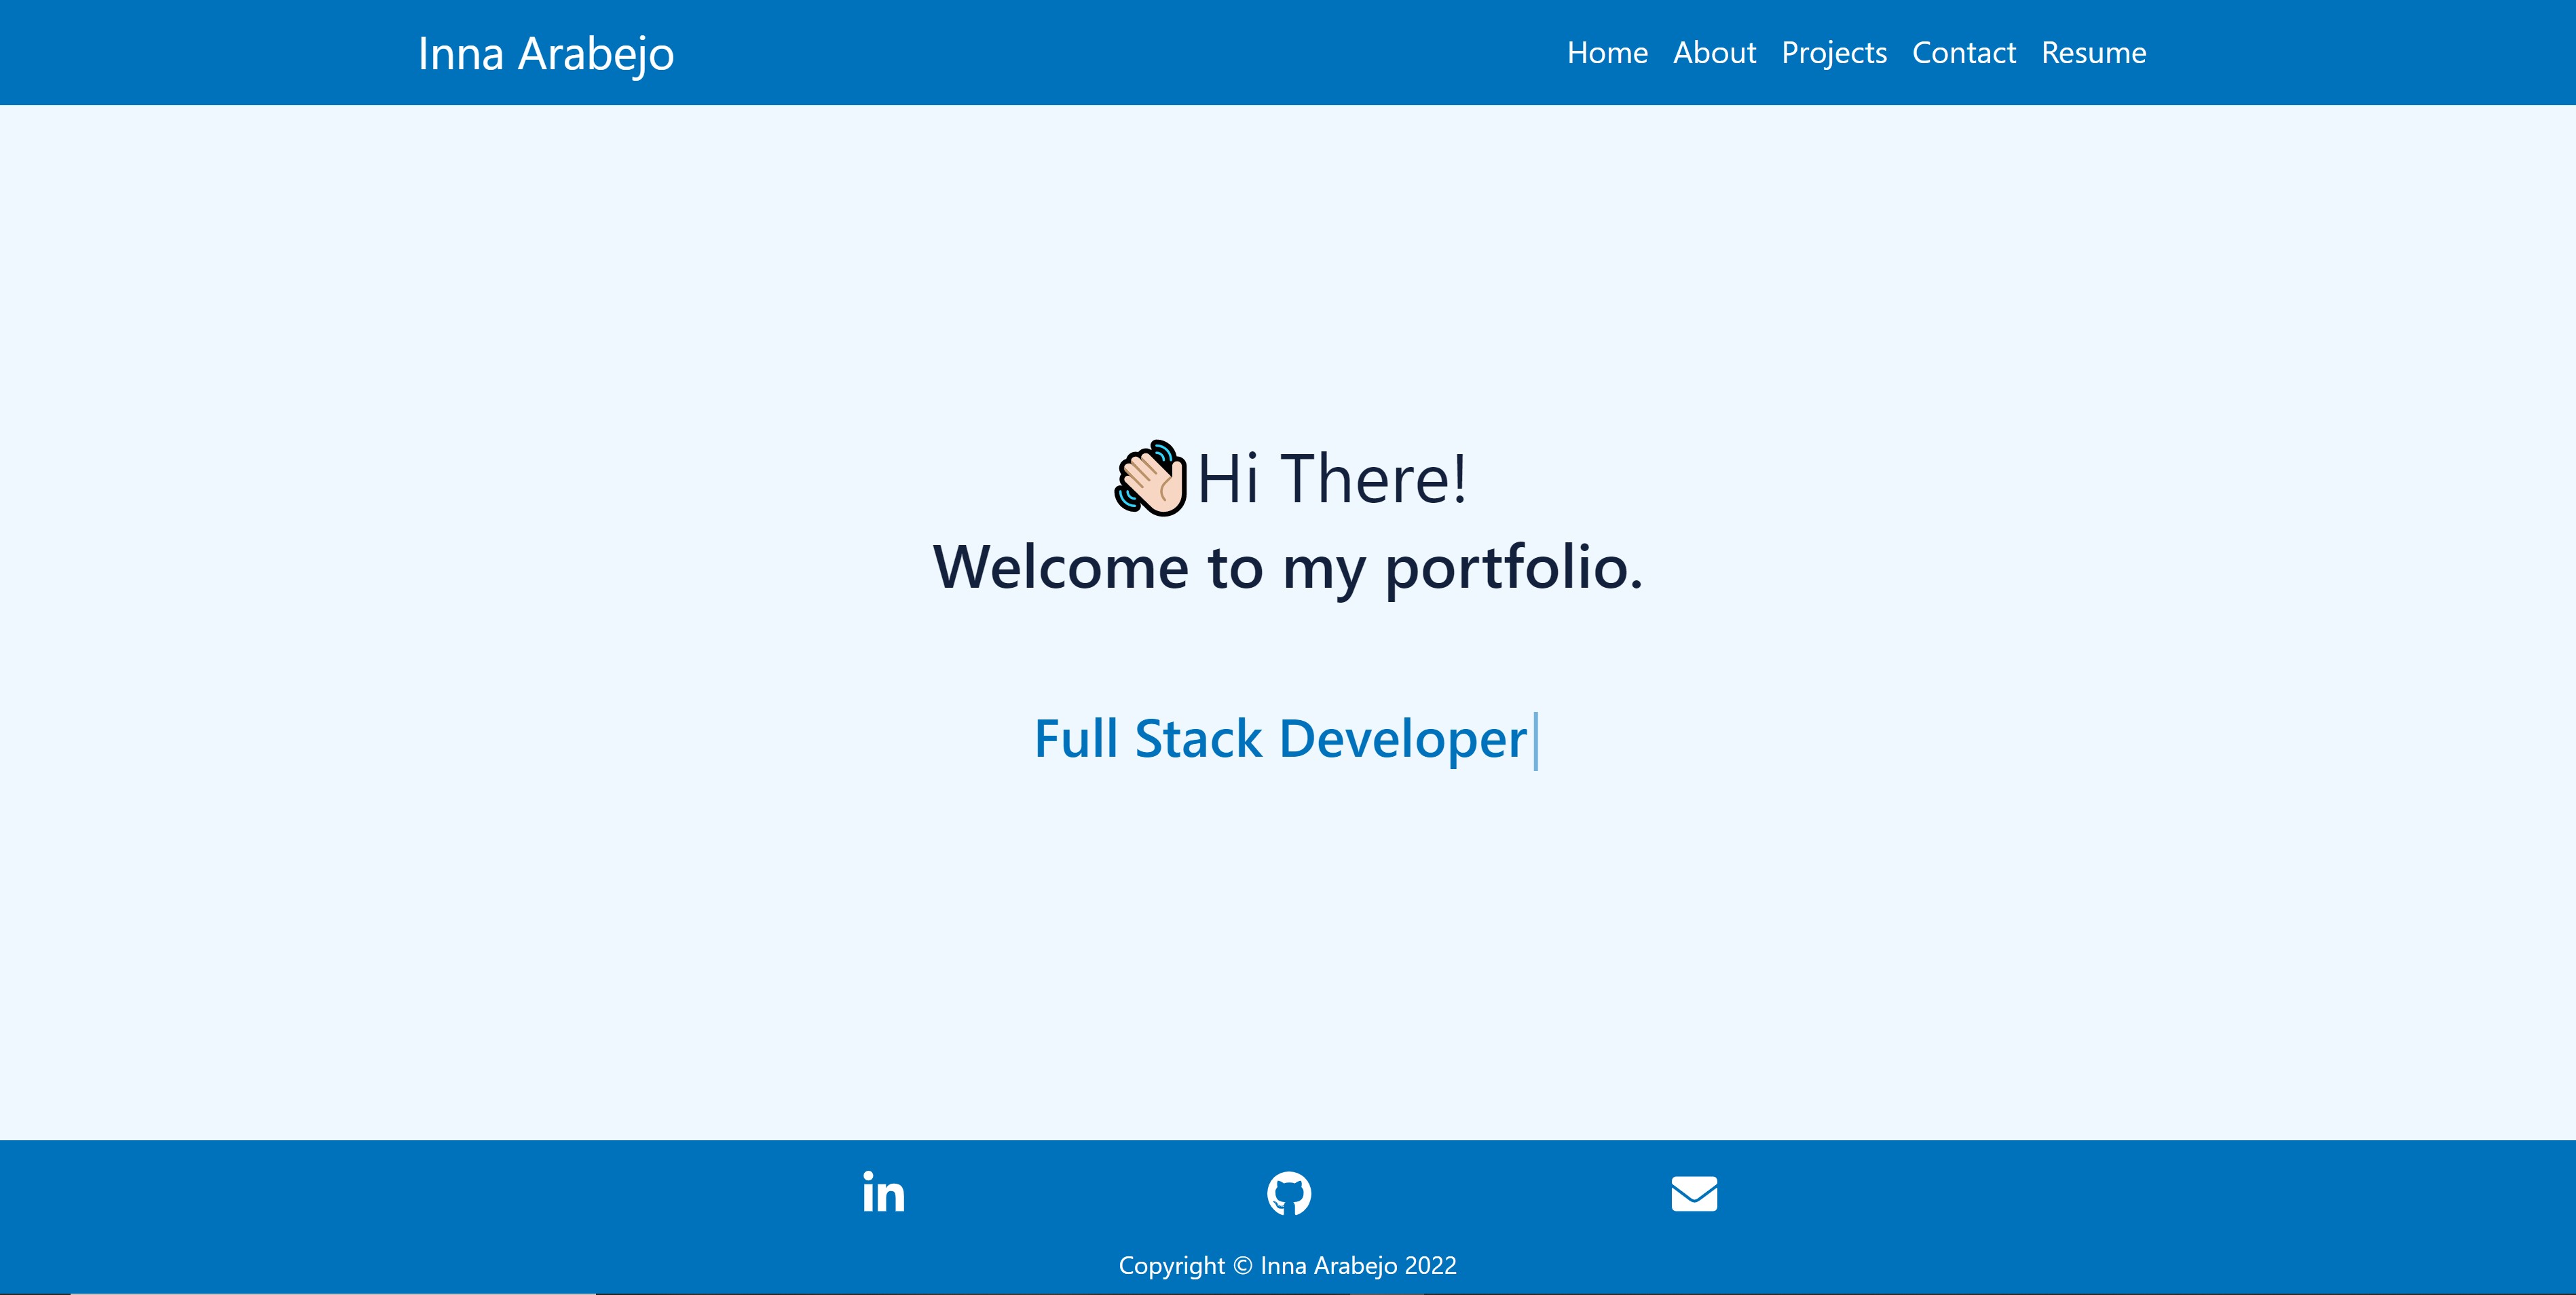 Inna Arabejo
Home About Projects Contact Resume
Hi There!
Welcome to my portfolio.
Full Stack Developer
in
Copyright © Inna Arabejo 2022